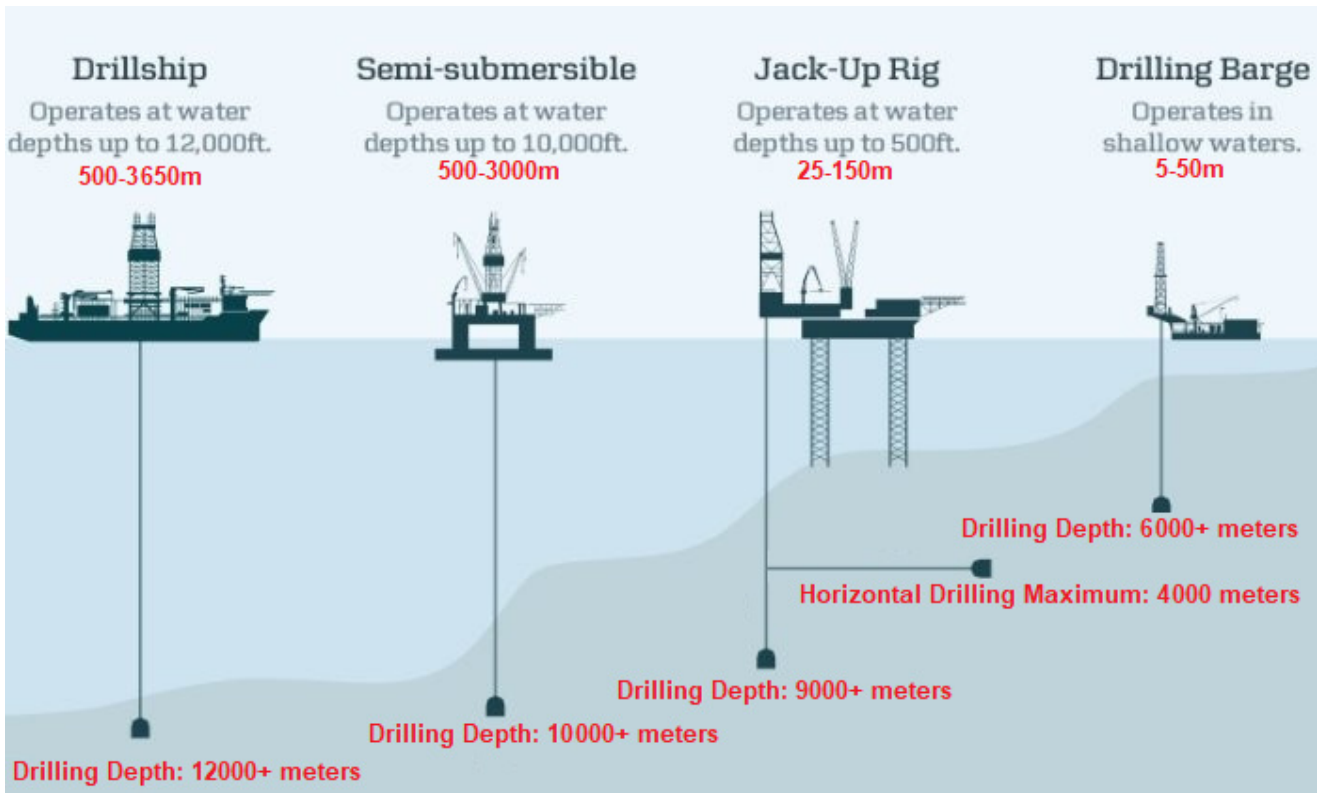 Drillship
Operates at water
depths up to 12,000ft.
500-3650m
Semi-submersible
Operates at water
depths up to 10,000ft.
500-3000m
Jack-Up Rig
Operates at water
depths up to 500ft.
25-150m
Drilling Barge
Operates in
shallow waters.
5-50m
Drilling Depth: 6000+ meters
Horizontal Drilling Maximum: 4000 meters
Drilling Depth: 9000+ meters
Drilling Depth: 10000+ meters
Drilling Depth: 12000+ meters